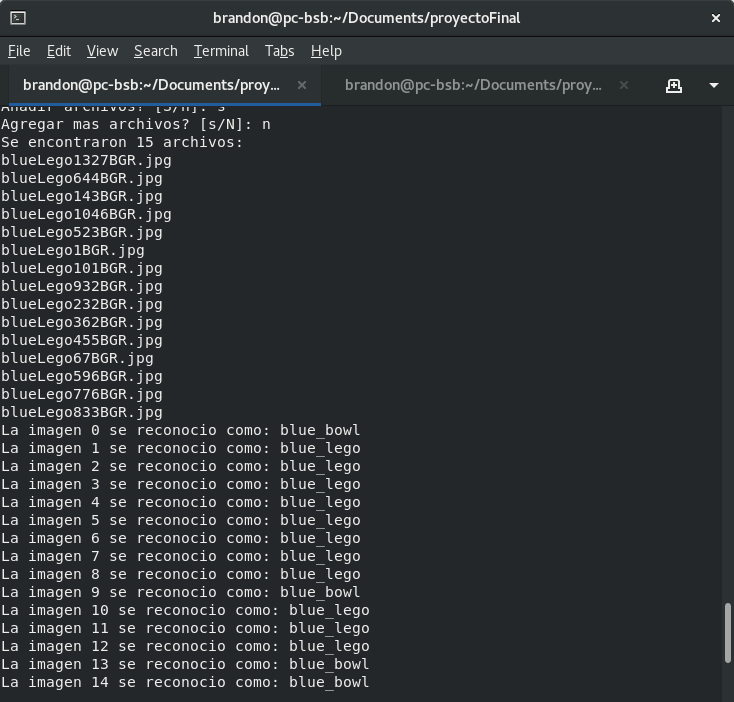 brandon@pc-bsb:~/Documents/proyectoFinal
File Edit View Search Terminal Tabs Help
brandon@pc-bsb:~/Documents/proy... brandon@pc-bsb:~/Documents/proy...
Añadir archivos? [S/n]: s
Agregar mas archivos? [s/N]: n
Se encontraron 15 archivos:
blueLego1327BGR.jpg
blueLego644BGR.jpg
blueLego143BGR.jpg
blueLego1046BGR.jpg
blueLego523BGR.jpg
blueLego1BGR.jpg
blueLego101BGR.jpg
blueLego932BGR.jpg
blueLego232BGR.jpg
blueLego362BGR.jpg
blueLego455BGR.jpg
blueLego67BGR.jpg
blueLego596BGR.jpg
blueLego776BGR.jpg
blueLego833BGR.jpg
La imagen 0 se reconocio como: blue_bowl
La imagen 1 se reconocio como: blue_lego
La imagen 2 se reconocio como: blue_lego
La imagen 3 se reconocio como: blue_lego
La imagen 4 se reconocio como: blue_lego
La imagen 5 se reconocio como: blue_lego
La imagen 6 se reconocio como: blue_lego
La imagen 7 se reconocio como: blue_lego
La imagen 8 se reconocio como: blue_lego
La imagen 9 se reconocio como: blue_bowl
La imagen 10 se reconocio como: blue_lego
La imagen 11 se reconocio como: blue_lego
La imagen 12 se reconocio como: blue_lego
La imagen 13 se reconocio como: blue_bowl
La imagen 14 se reconocio como: blue_bowl